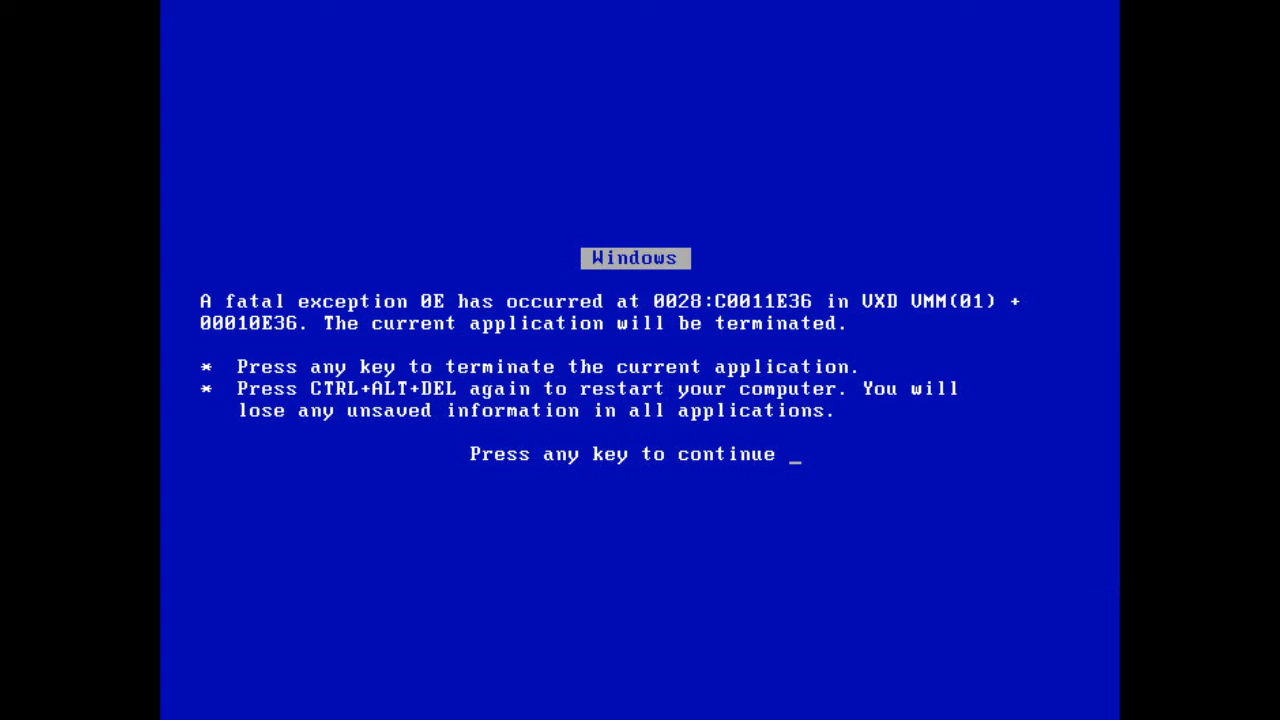 Windows
A fatal exception 0E has occurred at 0028:C0011E36 in VXD VMM(01) +
00010E36. The current application will be terminated.
* Press any key to terminate the current application.
* Press CTRL+ALT+DEL again to restart your computer. You will
lose any unsaved information in all applications.
Press any key to continue _